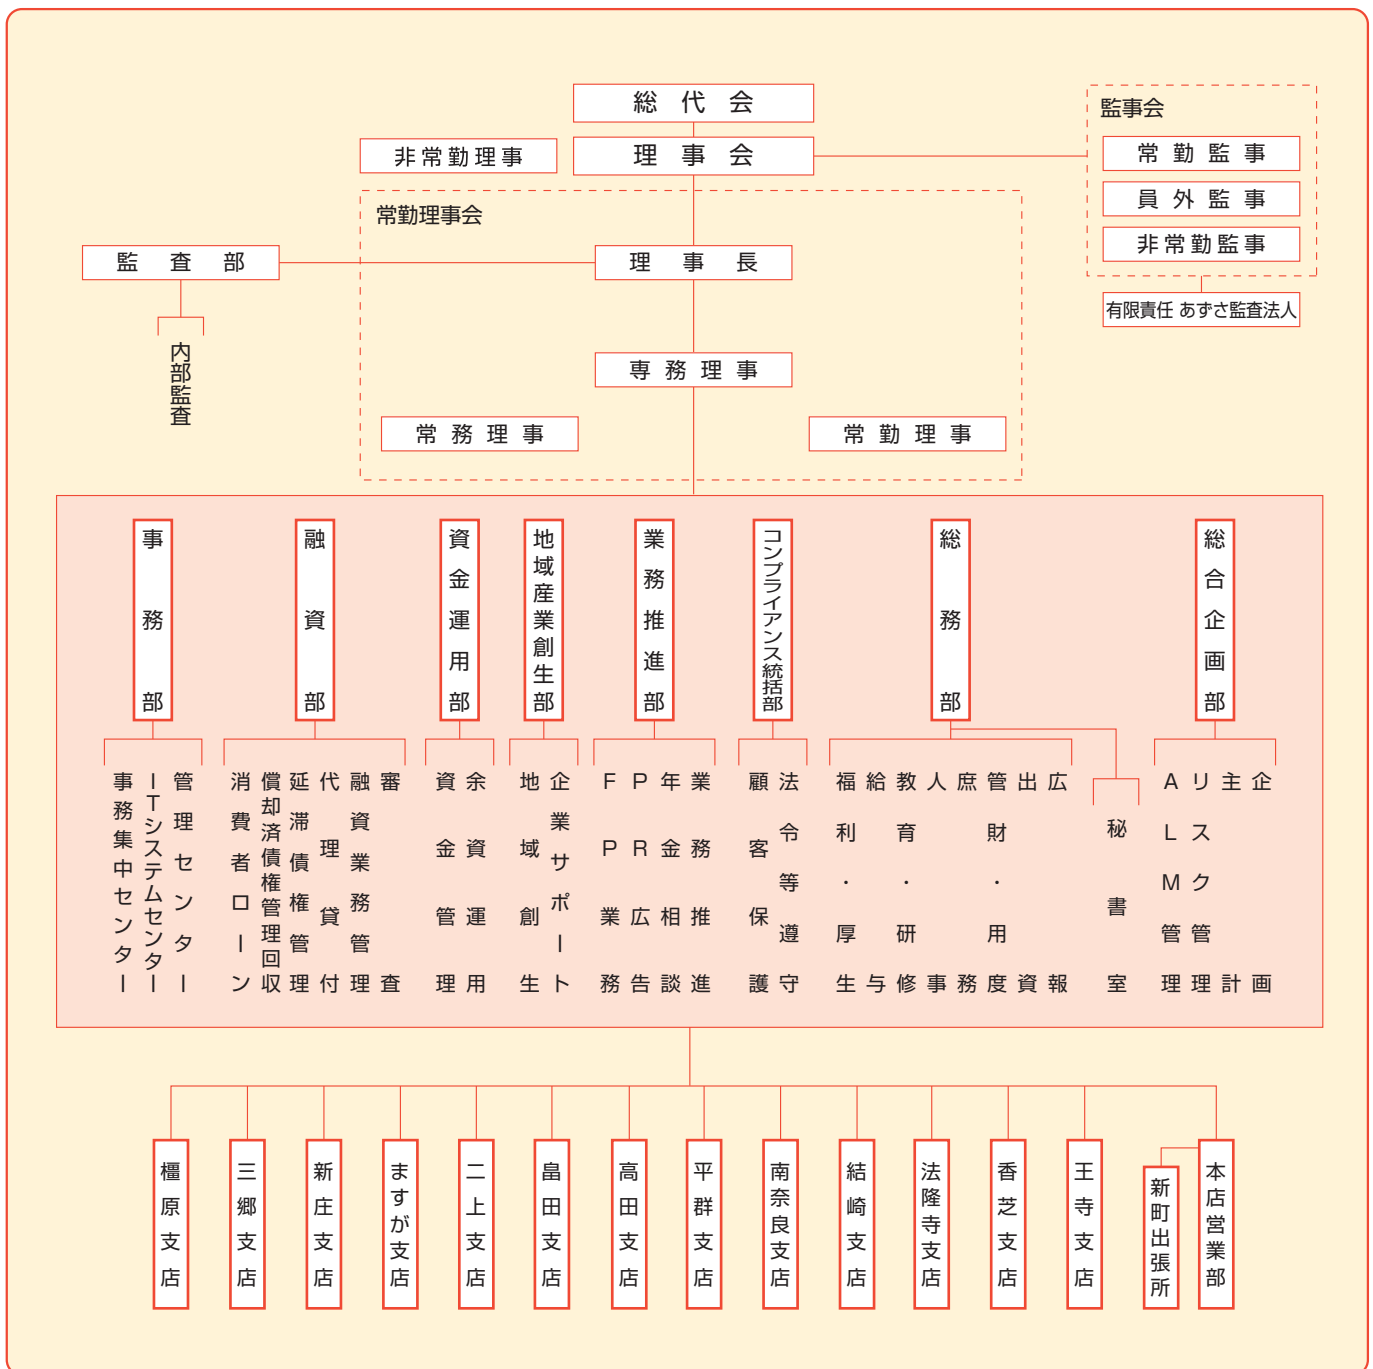 総代会
理事会
非常勤理事
監事会
常勤監事
員外監事
非常勤監事
有限責任 あずさ監査法人
常勤理事会
監査部
理事長
内部監査
専務理事
常務理事
常勤理事
総合企画部
企画
主計
リスク管理
ALM管理
総務部
秘書室
広報
出資
管財・用度
庶務
人事
教育・研修
給与
福利・厚生
コンプライアンス統括部
法令等遵守
顧客保護
業務推進部
業務推進
年金相談
PR広告
FP業務
地域産業創生部
企業サポート
地域創生
資金運用部
余資運用
資金管理
融資部
審査
融資業務管理
代理貸付
延滞債権管理
償却済債権管理回収
消費者ローン
事務部
管理センター
ITシステムセンター
事務集中センター
本店営業部
新町出張所
王寺支店
香芝支店
法隆寺支店
結崎支店
南奈良支店
平群支店
高田支店
畠田支店
二上支店
ますが支店
新庄支店
三郷支店
橿原支店